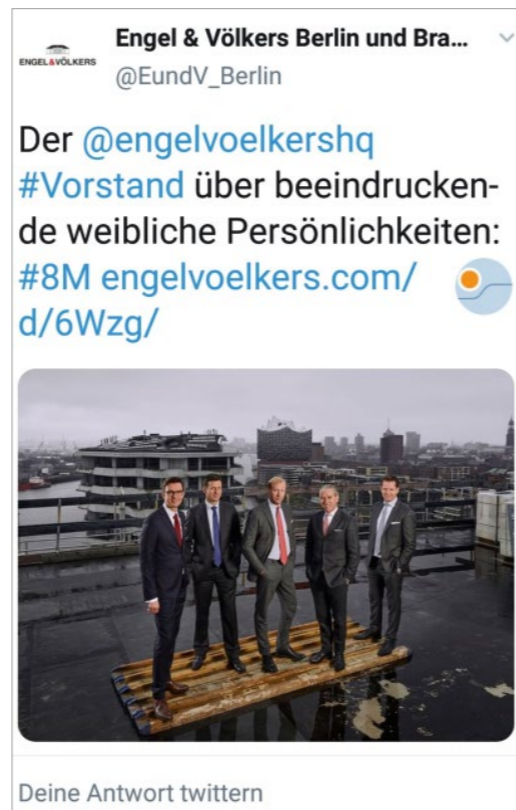 Engel & Völkers Berlin und Bra...
ENGEL&VÖLKERS
@EundV_Berlin
Der @engelvoelkershq
#Vorstand über beeindrucken-
de weibliche Persönlichkeiten:
#8M engelvoelkers.com/
d/6Wzg/
Deine Antwort twittern